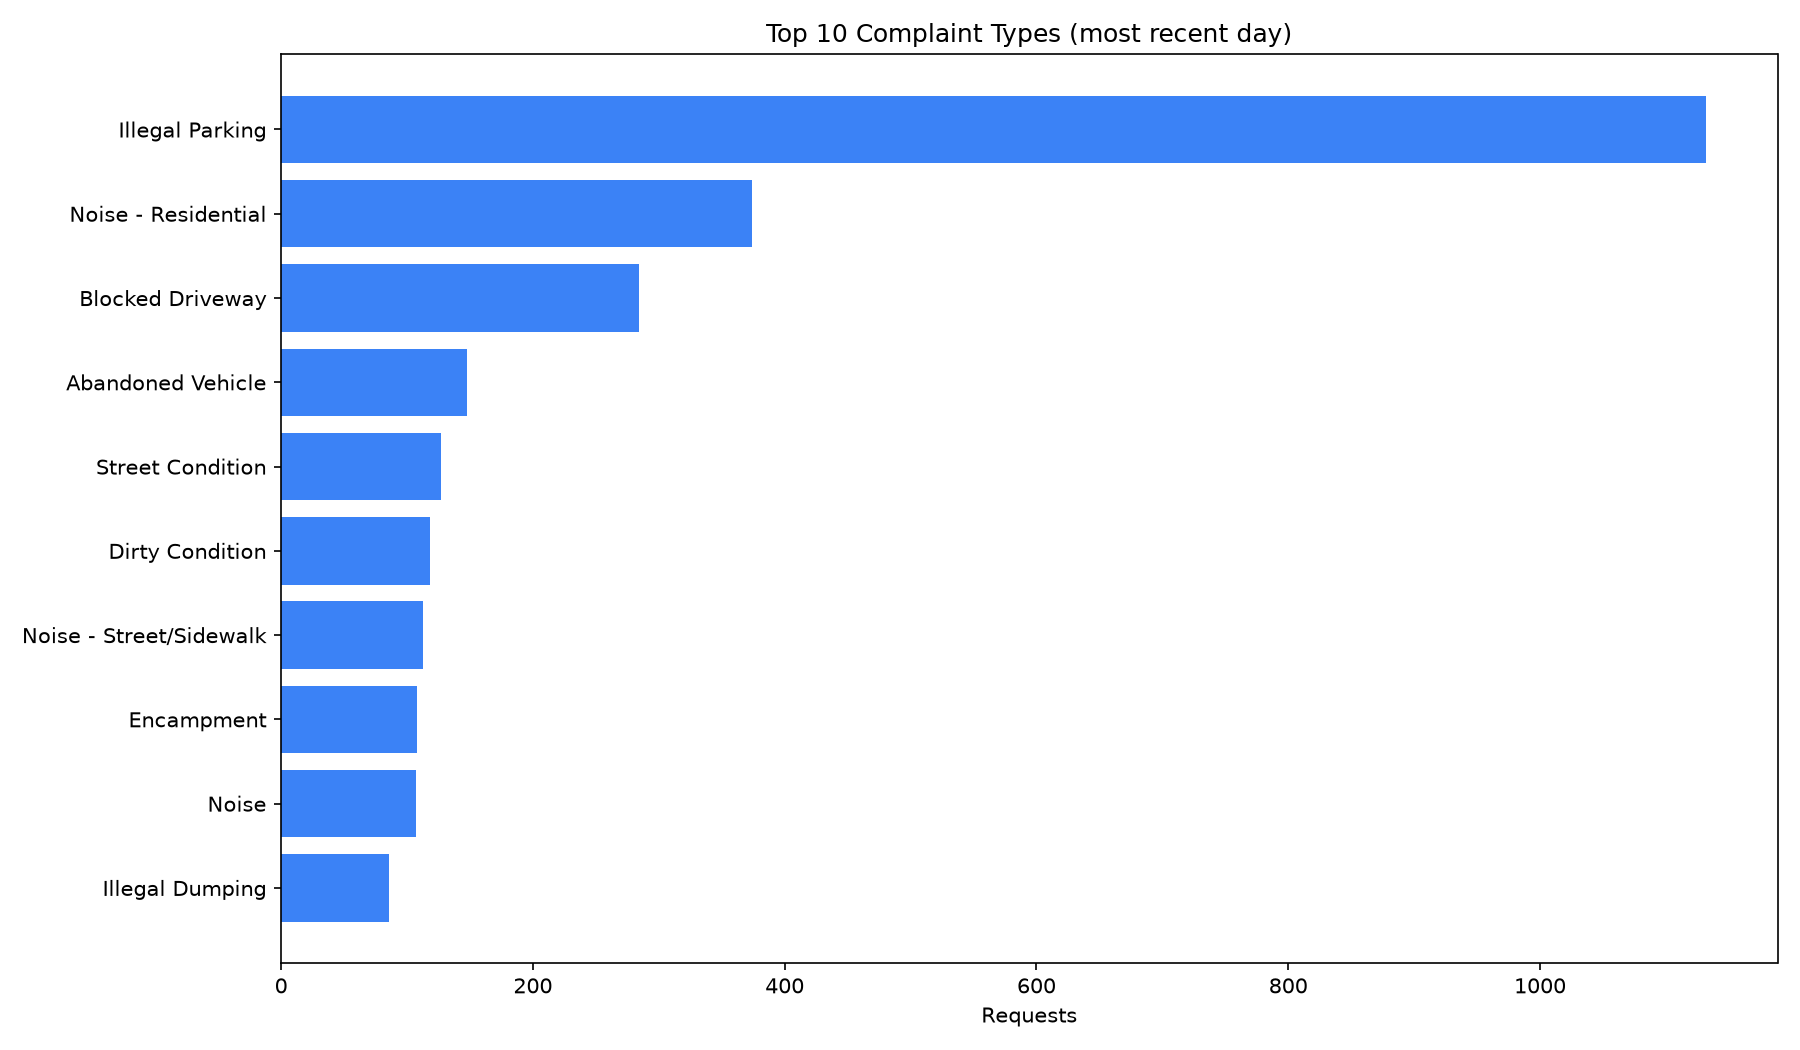 Top 10 Complaint Types (most recent day)
Illegal Parking
Noise - Residential
Blocked Driveway
Abandoned Vehicle
Street Condition
Dirty Condition
Noise - Street/Sidewalk
Encampment
Noise
Illegal Dumping
0 200 400 600 800 1000
Requests